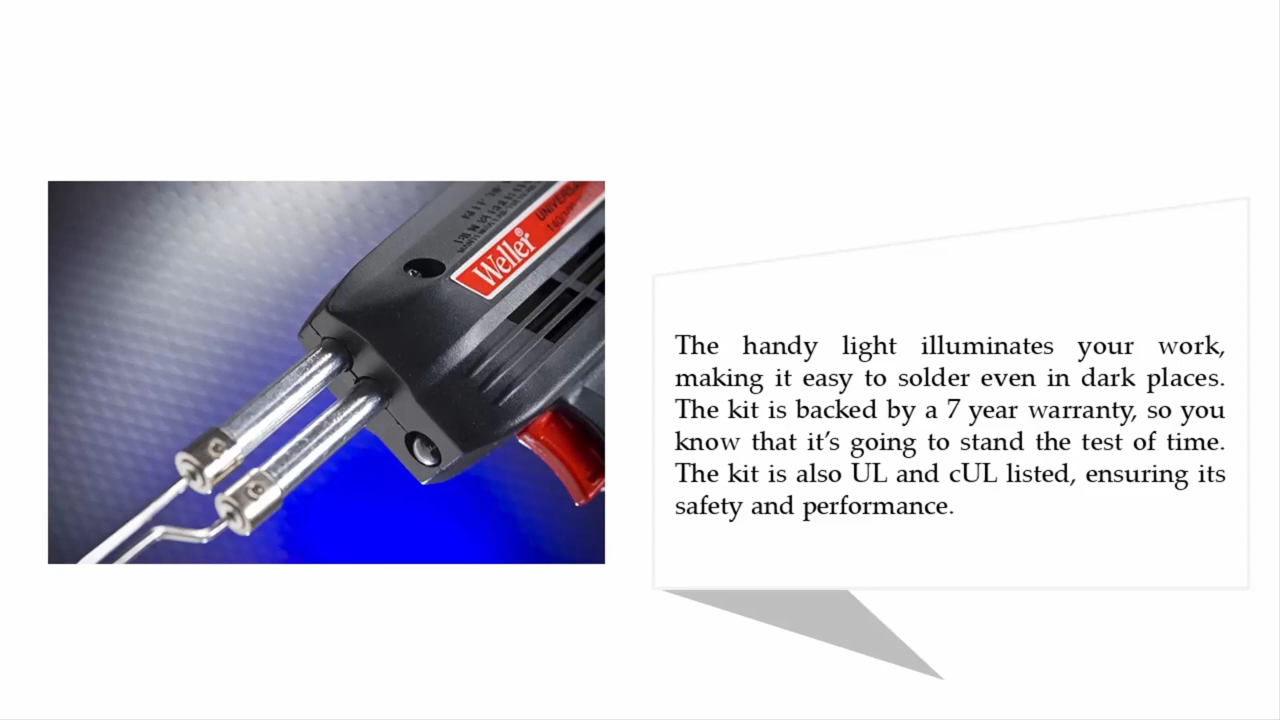 Weller®
The handy light illuminates your work,
making it easy to solder even in dark places.
The kit is backed by a 7 year warranty, so you
know that it’s going to stand the test of time.
The kit is also UL and cUL listed, ensuring its
safety and performance.